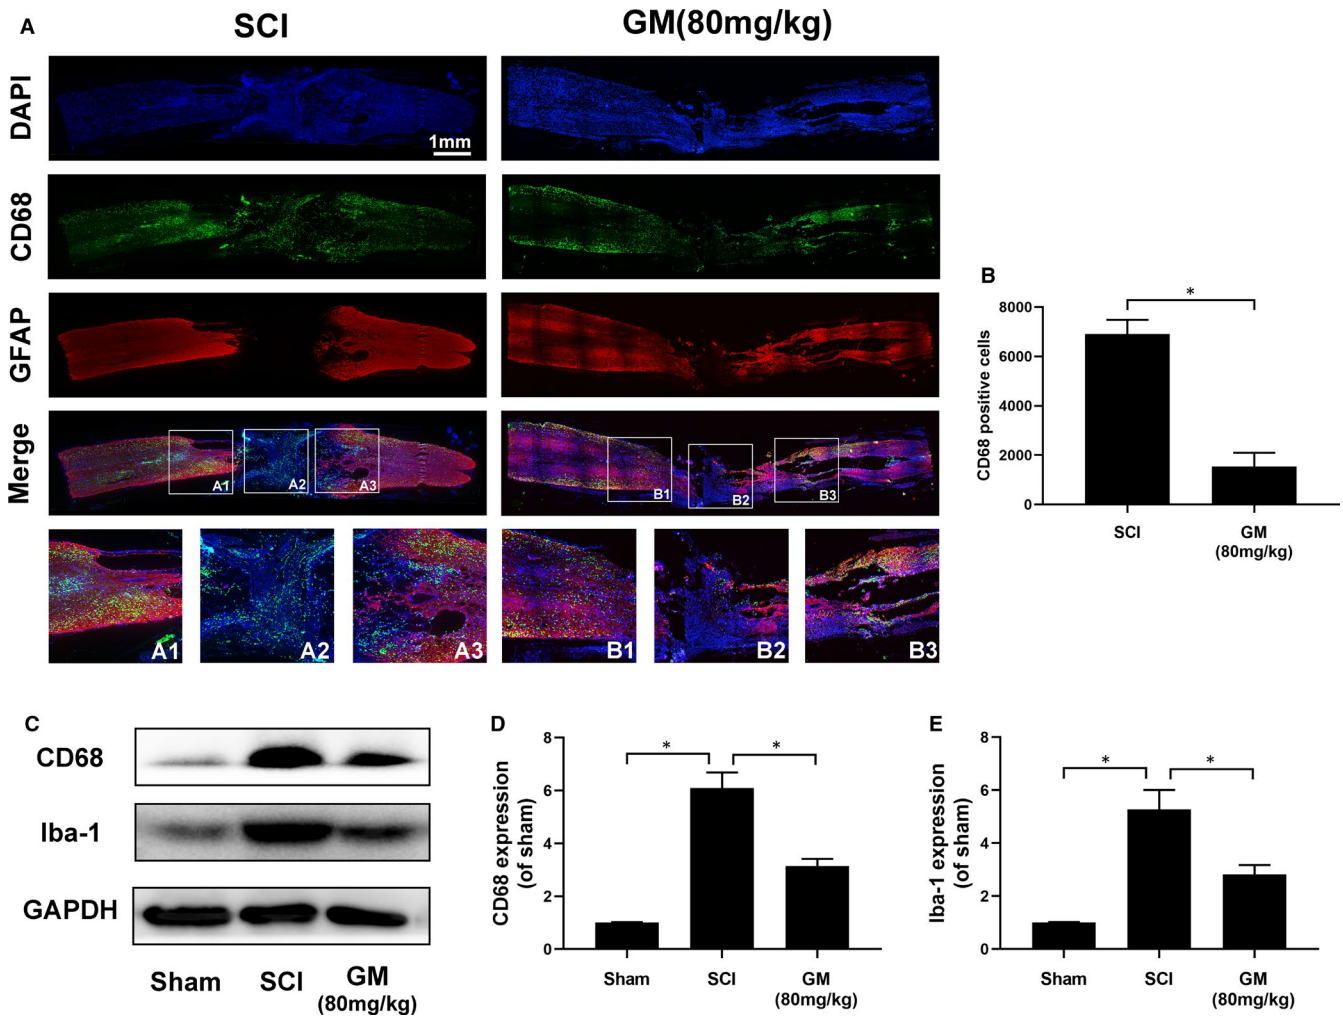 A
SCI
GM(80mg/kg)
DAPI
1mm
CD68
GFAP
Merge
A1
A2
A3
B1
B2
B3
A1
A2
A3
B1
B2
B3
B
*
CD68 positive cells
8000
6000
4000
2000
0
SCI
GM
(80mg/kg)
C
CD68
Iba-1
GAPDH
Sham
SCI
GM
(80mg/kg)
D
*
*
CD68 expression
(of sham)
8
6
4
2
0
Sham
SCI
GM
(80mg/kg)
E
*
*
Iba-1 expression
(of sham)
8
6
4
2
0
Sham
SCI
GM
(80mg/kg)